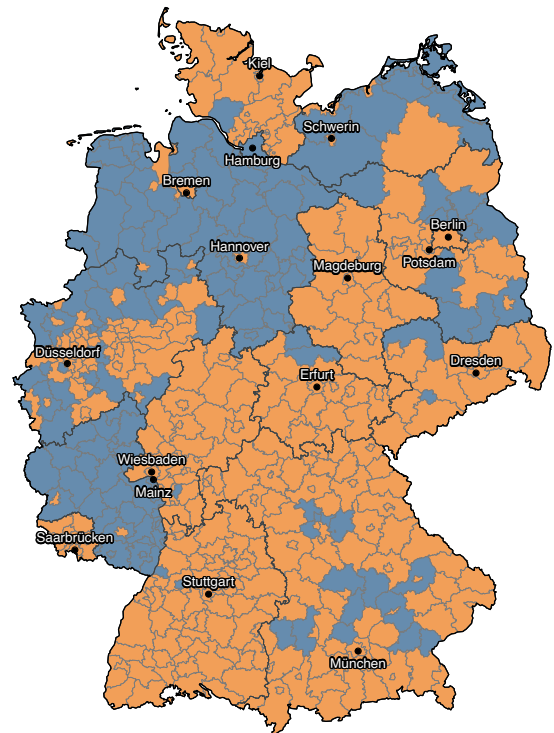 Kiel
Schwerin
Hamburg
Bremen
Berlin
Hannover
Potsdam
Magdeburg
Düsseldorf
Dresden
Erfurt
Wiesbaden
Mainz
Saarbrücken
Stuttgart
München